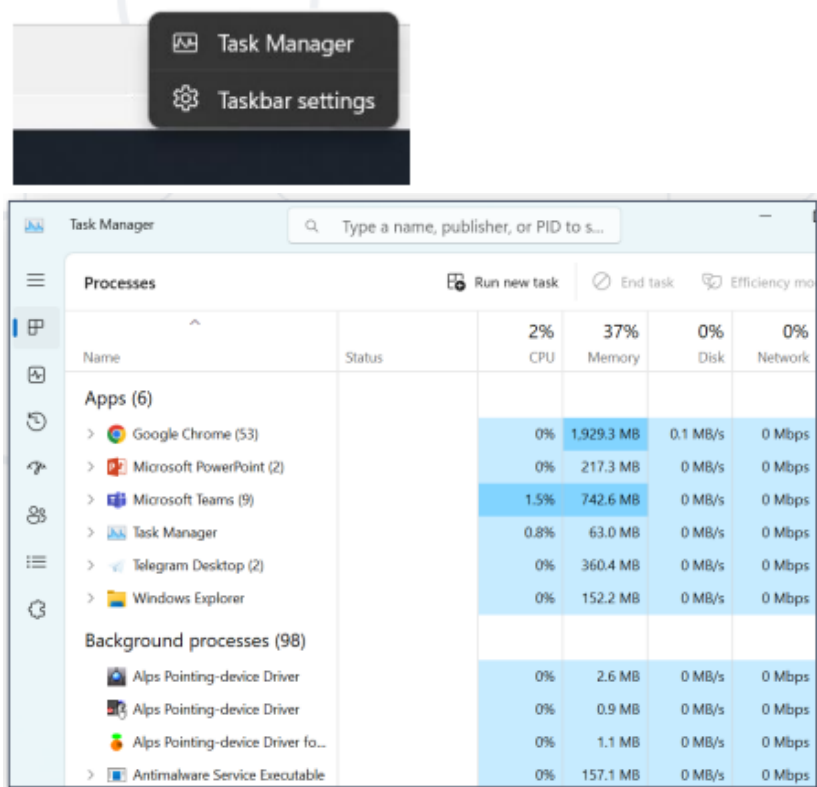 Task Manager
Taskbar settings
Task Manager
Type a name, publisher, or PID to s...
Processes
Run new task
End task
Efficiency mo
2% 37% 0% 0%
Name Status CPU Memory Disk Network
Apps (6)
Google Chrome (53) 0% 1,929.3 MB 0.1 MB/s 0 Mbps
Microsoft PowerPoint (2) 0% 217.3 MB 0 MB/s 0 Mbps
Microsoft Teams (9) 1.5% 742.6 MB 0 MB/s 0 Mbps
Task Manager 0.8% 63.0 MB 0 MB/s 0 Mbps
Telegram Desktop (2) 0% 360.4 MB 0 MB/s 0 Mbps
Windows Explorer 0% 152.2 MB 0 MB/s 0 Mbps
Background processes (98)
Alps Pointing-device Driver 0% 2.6 MB 0 MB/s 0 Mbps
Alps Pointing-device Driver 0% 0.9 MB 0 MB/s 0 Mbps
Alps Pointing-device Driver fo... 0% 1.1 MB 0 MB/s 0 Mbps
Antimalware Service Executable 0% 157.1 MB 0 MB/s 0 Mbps